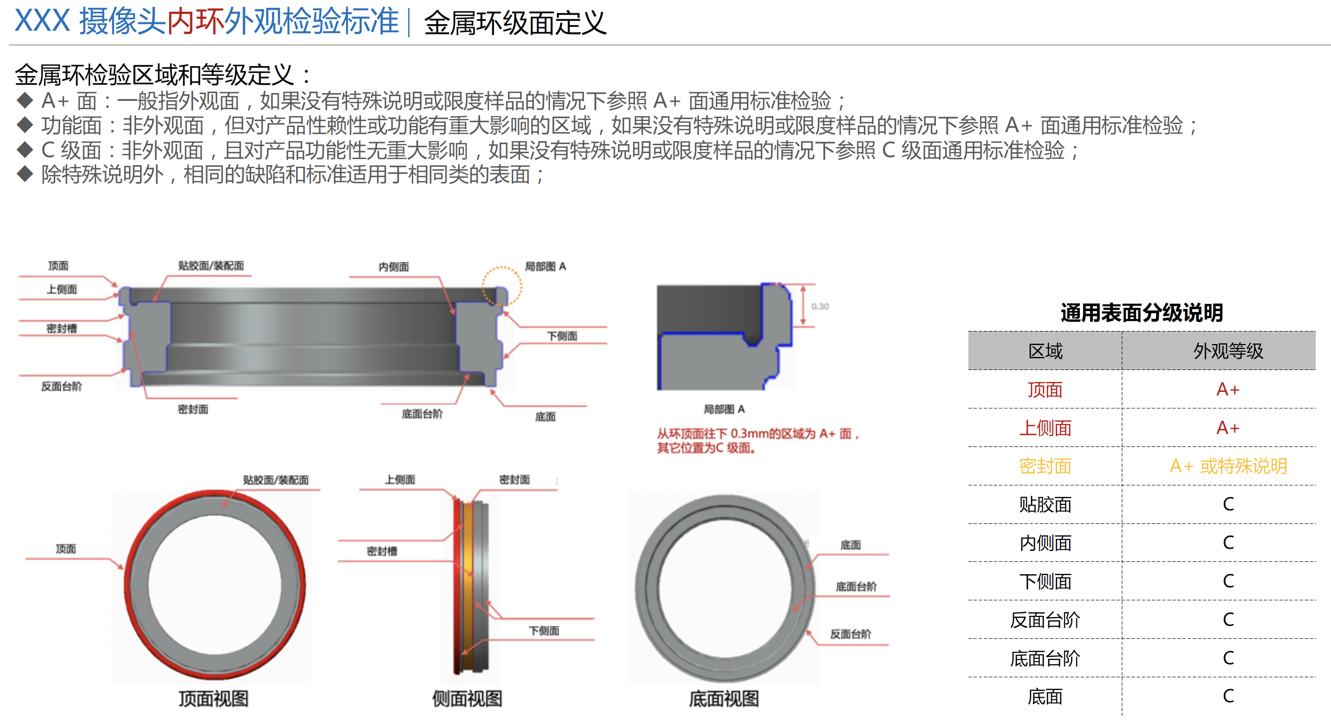 XXX 摄像头内环外观检验标准| 金属环级面定义
金属环检验区域和等级定义：
◆ A+ 面：一般指外观面，如果没有特殊说明或限度样品的情况下参照 A+ 面通用标准检验；
◆ 功能面：非外观面，但对产品性赖性或功能有重大影响的区域，如果没有特殊说明或限度样品的情况下参照 A+ 面通用标准检验；
◆ C 级面：非外观面，且对产品功能性无重大影响，如果没有特殊说明或限度样品的情况下参照 C 级面通用标准检验；
◆ 除特殊说明外，相同的缺陷和标准适用于相同类的表面；
顶面
贴胶面/装配面
内侧面
局部图 A
上侧面
密封槽
下侧面
反面台阶
密封面
底面台阶
底面
0.30
局部图 A
从环顶面往下 0.3mm的区域为 A+ 面，
其它位置为C 级面。
贴胶面/装配面
顶面
顶面视图
上侧面
密封面
密封槽
下侧面
侧面视图
底面
底面台阶
反面台阶
底面视图
通用表面分级说明
区域 外观等级
顶面 A+
上侧面 A+
密封面 A+ 或特殊说明
贴胶面 C
内侧面 C
下侧面 C
反面台阶 C
底面台阶 C
底面 C